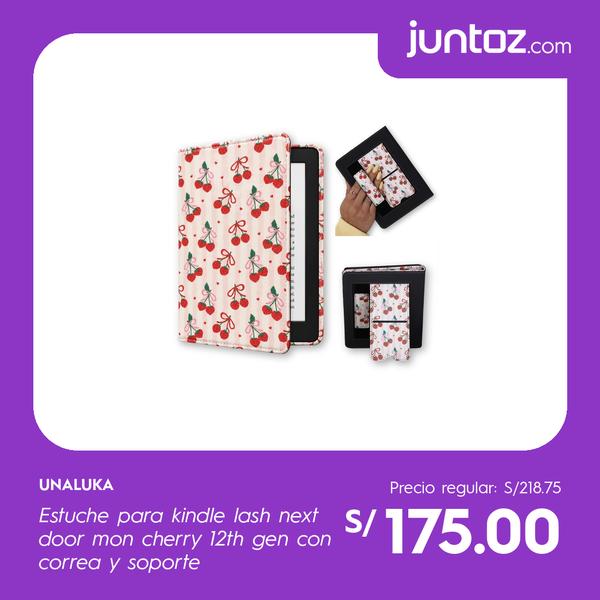 juntoz.com
UNALUKA
Estuche para kindle lash next
door mon cherry 12th gen con
correa y soporte
Precio regular: S/218.75
S/175.00